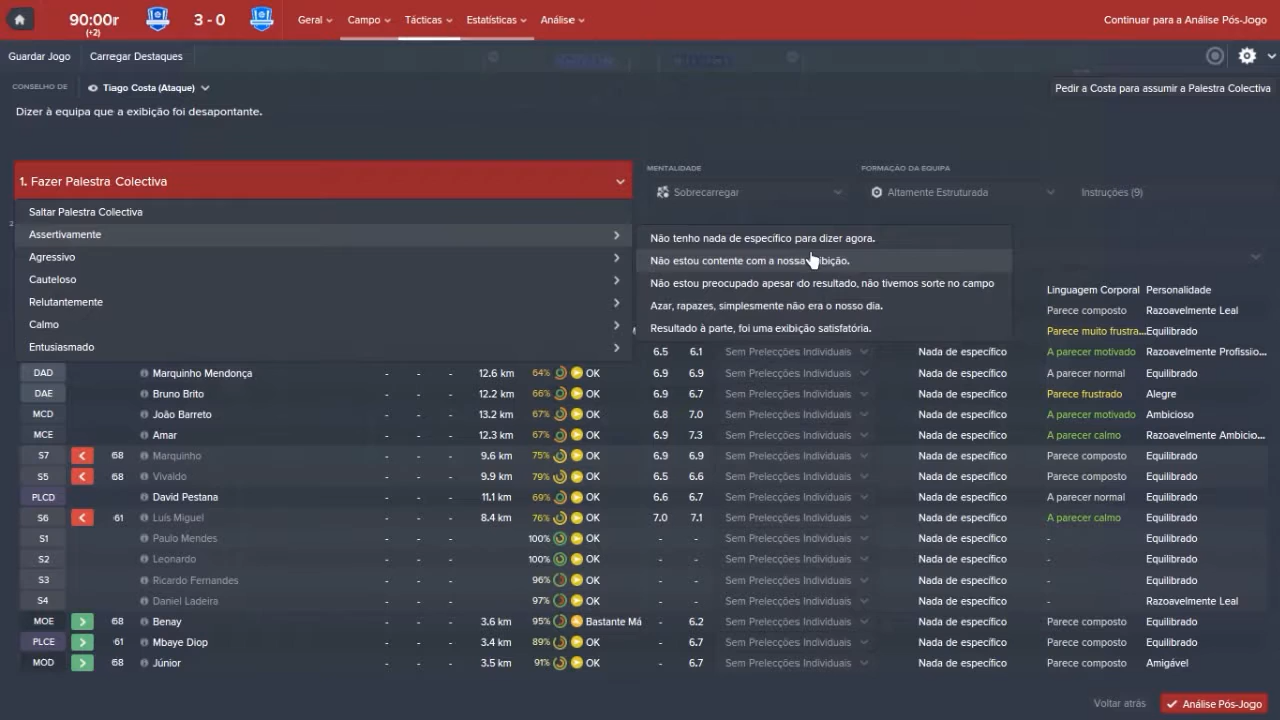 90:00r
(+2)
3 - 0
Geral
Campo
Tácticas
Estatísticas
Análise
Continuar para a Análise Pós-Jogo
Guardar Jogo
Carregar Destaques
CONSELHO DE
Tiago Costa (Ataque)
Pedir a Costa para assumir a Palestra Colectiva
Dizer à equipa que a exibição foi desapontante.
1. Fazer Palestra Colectiva
MENTALIDADE
Sobrecarregar
FORMAÇÃO DA EQUIPA
Altamente Estruturada
Instruções (9)
Saltar Palestra Colectiva
Assertivamente
Agressivo
Cauteloso
Relutantemente
Calmo
Entusiasmado
Não tenho nada de específico para dizer agora.
Não estou contente com a nossa exibição.
Não estou preocupado apesar do resultado, não tivemos sorte no campo
Azar, rapazes, simplesmente não era o nosso dia.
Resultado à parte, foi uma exibição satisfatória.
Linguagem Corporal Personalidade
Parece composto Razoavelmente Leal
Parece muito frustra... Equilibrado
6.5 6.1 Sem Prelecções Individuais Nada de específico A parecer motivado Razoavelmente Profissio...
DAD Marquinho Mendonça - - - 12.6 km 64% OK 6.9 6.9 Sem Prelecções Individuais Nada de específico A parecer normal Equilibrado
DAE Bruno Brito - - - 12.2 km 66% OK 6.9 6.7 Sem Prelecções Individuais Nada de específico Parece frustrado Alegre
MCD João Barreto - - - 13.2 km 67% OK 6.8 7.0 Sem Prelecções Individuais Nada de específico A parecer motivado Ambicioso
MCE Amar - - - 12.3 km 67% OK 6.9 7.3 Sem Prelecções Individuais Nada de específico A parecer calmo Razoavelmente Ambicio...
S7 68 Marquinho - - - 9.6 km 75% OK 6.9 6.9 Sem Prelecções Individuais Nada de específico Parece composto Equilibrado
S5 68 Vivaldo - - - 9.9 km 79% OK 6.5 6.6 Sem Prelecções Individuais Nada de específico Parece composto Equilibrado
PLCD David Pestana - - - 11.1 km 69% OK 6.6 6.7 Sem Prelecções Individuais Nada de específico A parecer normal Equilibrado
S6 61 Luís Miguel - - - 8.4 km 76% OK 7.0 7.1 Sem Prelecções Individuais Nada de específico A parecer calmo Equilibrado
S1 Paulo Mendes - - - 100% OK - - Sem Prelecções Individuais Nada de específico - Equilibrado
S2 Leonardo - - - 100% OK - - Sem Prelecções Individuais Nada de específico - Equilibrado
S3 Ricardo Fernandes - - - 96% OK - - Sem Prelecções Individuais Nada de específico - Equilibrado
S4 Daniel Ladeira - - - 97% OK - - Sem Prelecções Individuais Nada de específico - Razoavelmente Leal
MOE 68 Benay - - - 3.6 km 95% Bastante Má - 6.2 Sem Prelecções Individuais Nada de específico Parece composto Equilibrado
PLCE 61 Mbaye Diop - - - 3.4 km 89% OK - 6.7 Sem Prelecções Individuais Nada de específico Parece composto Equilibrado
MOD 68 Júnior - - - 3.5 km 91% OK - 6.7 Sem Prelecções Individuais Nada de específico Parece composto Amigável
Voltar atrás
Análise Pós-Jogo